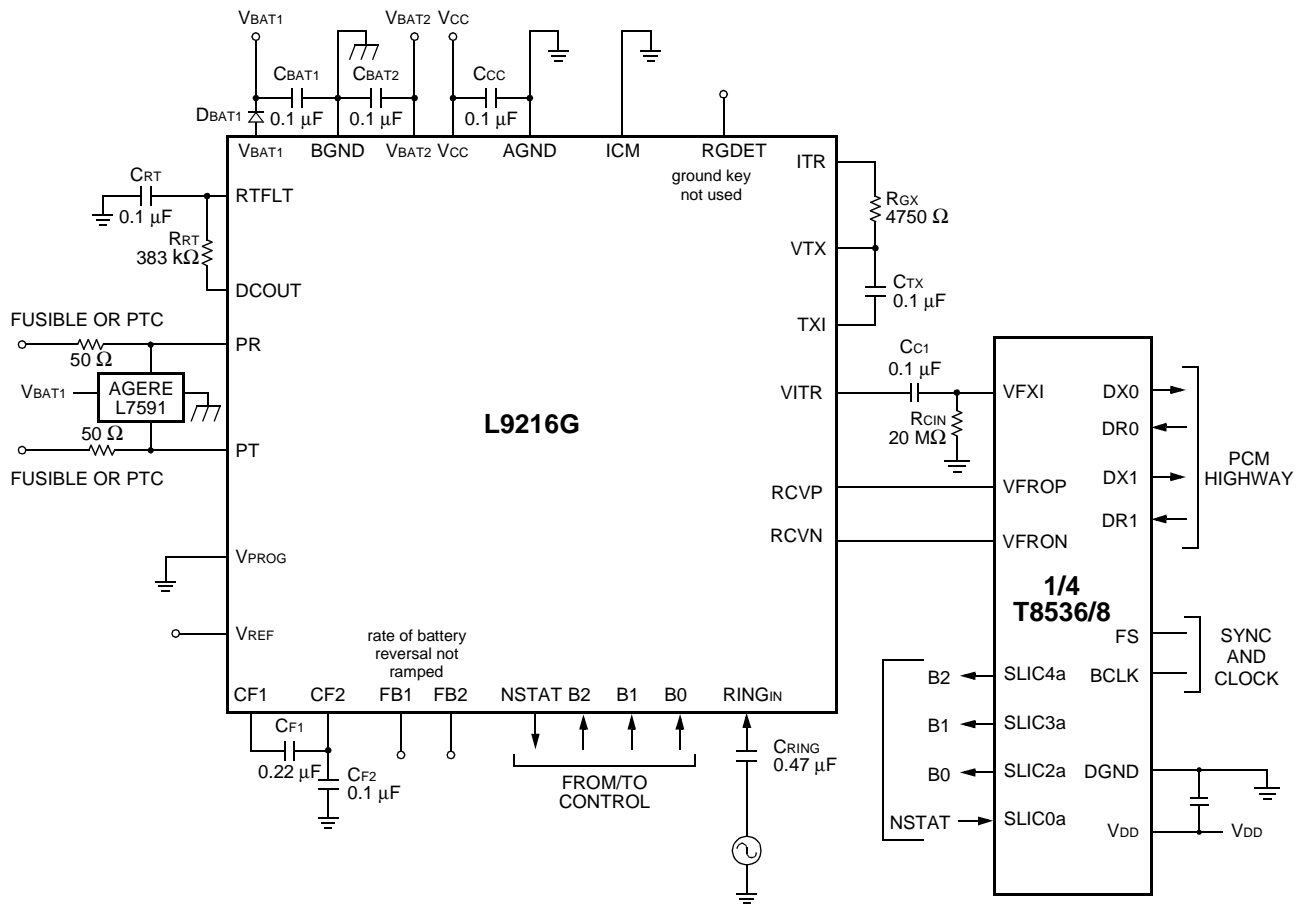 VBAT1
VBAT2
VCC
CBAT1
0.1 µF
CBAT2
0.1 µF
CCC
0.1 µF
DBAT1
VBAT1
BGND
VBAT2
VCC
AGND
ICM
RGDET
ground key
not used
ITR
RGX
4750 Ω
VTX
CTX
0.1 µF
TXI
CRT
0.1 µF
RTFLT
RRT
383 kΩ
DCOUT
FUSIBLE OR PTC
50 Ω
PR
VBAT1
AGERE
L7591
50 Ω
PT
FUSIBLE OR PTC
L9216G
VITR
CC1
0.1 µF
RCIN
20 MΩ
RCVP
RCVN
VPROG
VREF
rate of battery
reversal not
ramped
CF1
CF2
FB1
FB2
NSTAT
B2
B1
B0
RINGIN
CF1
0.22 µF
CF2
0.1 µF
FROM/TO
CONTROL
CRING
0.47 µF
VFXI
VFROP
VFRON
1/4
T8536/8
DX0
DR0
DX1
DR1
PCM
HIGHWAY
FS
BCLK
SYNC
AND
CLOCK
B2
SLIC4a
B1
SLIC3a
B0
SLIC2a
NSTAT
SLIC0a
DGND
VDD
VDD